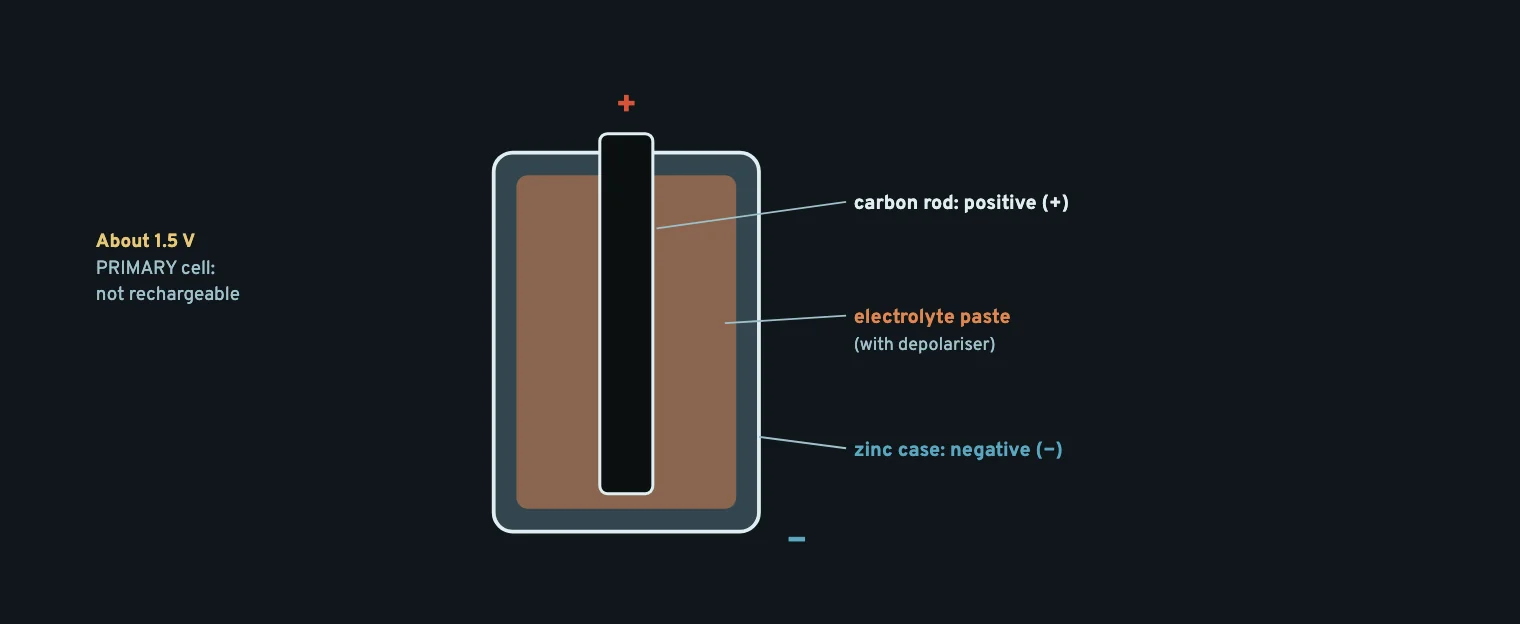 +
About 1.5 V
PRIMARY cell:
not rechargeable
carbon rod: positive (+)
electrolyte paste
(with depolariser)
zinc case: negative (−)
−